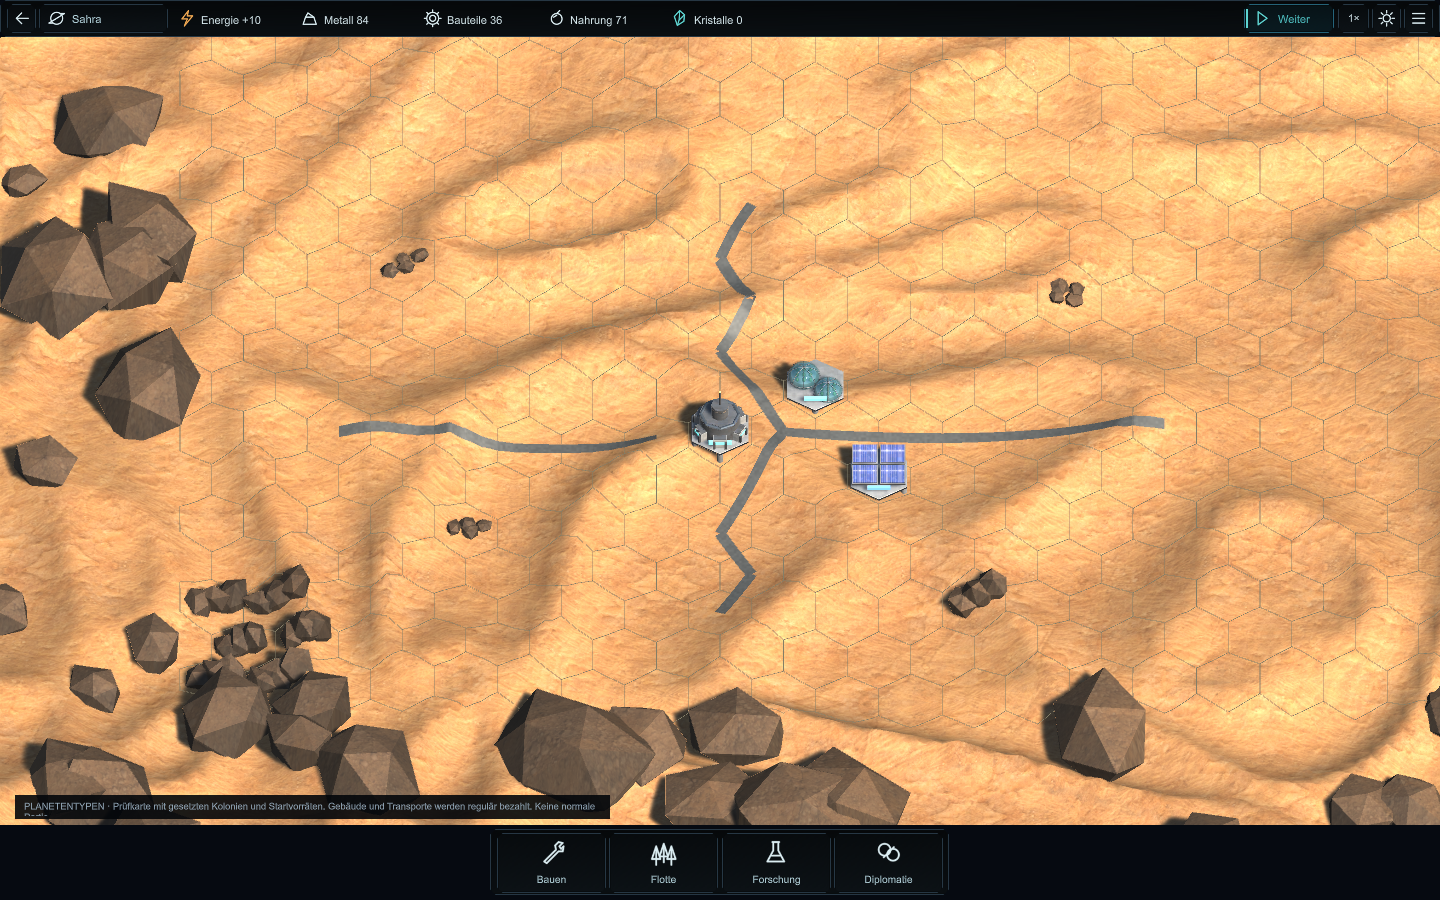 Sahra
Energie +10
Metall 84
Bauteile 36
Nahrung 71
Kristalle 0
Weiter
1×
PLANETENTYPEN · Prüfkarte mit gesetzten Kolonien und Startvorräten. Gebäude und Transporte werden regulär bezahlt. Keine normale
Bauen
Flotte
Forschung
Diplomatie